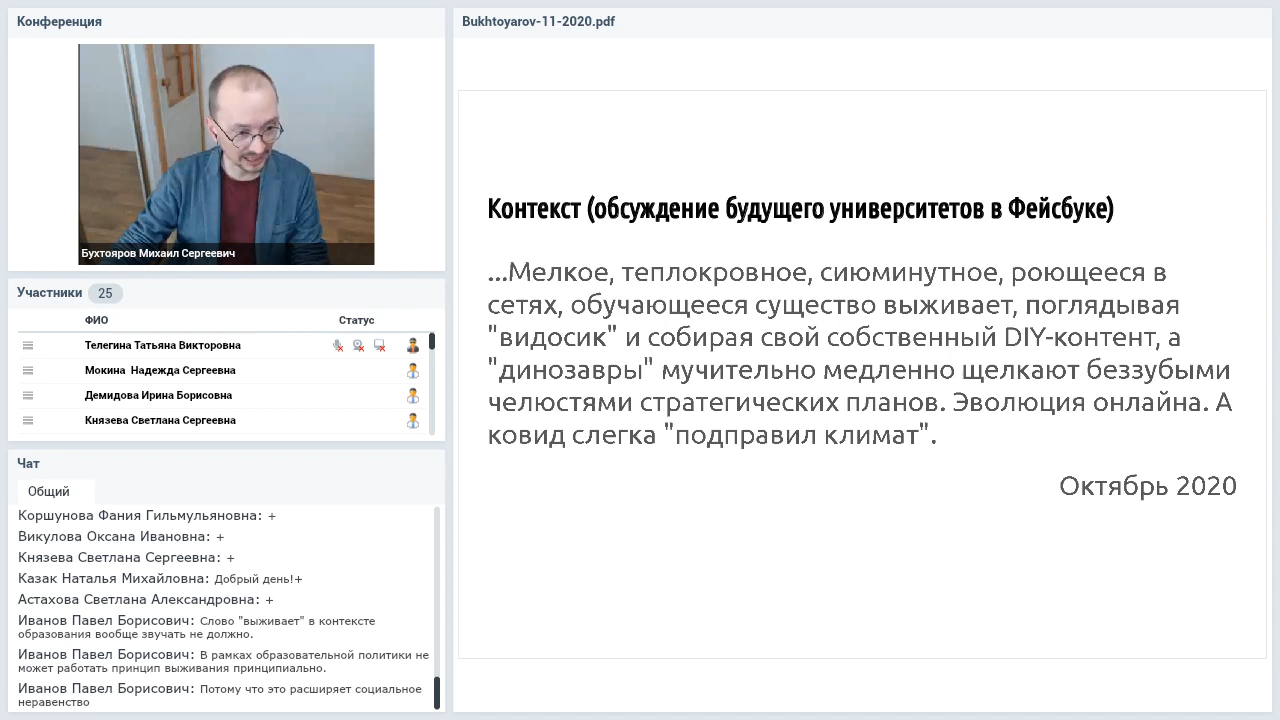 Конференция
Бухтояров Михаил Сергеевич
Участники 25
ФИО Статус
Телегина Татьяна Викторовна
Мокина Надежда Сергеевна
Демидова Ирина Борисовна
Князева Светлана Сергеевна
Чат
Общий
Коршунова Фания Гильмульяновна: +
Викулова Оксана Ивановна: +
Князева Светлана Сергеевна: +
Казак Наталья Михайловна: Добрый день!+
Астахова Светлана Александровна: +
Иванов Павел Борисович: Слово "выживает" в контексте
образования вообще звучать не должно.
Иванов Павел Борисович: В рамках образовательной политики не
может работать принцип выживания принципиально.
Иванов Павел Борисович: Потому что это расширяет социальное
неравенство
Bukhtoyarov-11-2020.pdf
Контекст (обсуждение будущего университетов в Фейсбуке)
...Мелкое, теплокровное, сиюминутное, роющееся в
сетях, обучающееся существо выживает, поглядывая
"видосик" и собирая свой собственный DIY-контент, а
"динозавры" мучительно медленно щелкают беззубыми
челюстями стратегических планов. Эволюция онлайна. А
ковид слегка "подправил климат".
Октябрь 2020